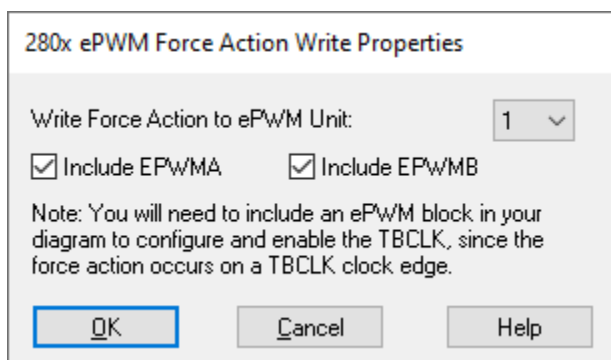 280x ePWM Force Action Write Properties
Write Force Action to ePWM Unit: 1
Include EPWMA Include EPWMB
Note: You will need to include an ePWM block in your
diagram to configure and enable the TBCLK, since the
force action occurs on a TBCLK clock edge.
OK Cancel Help